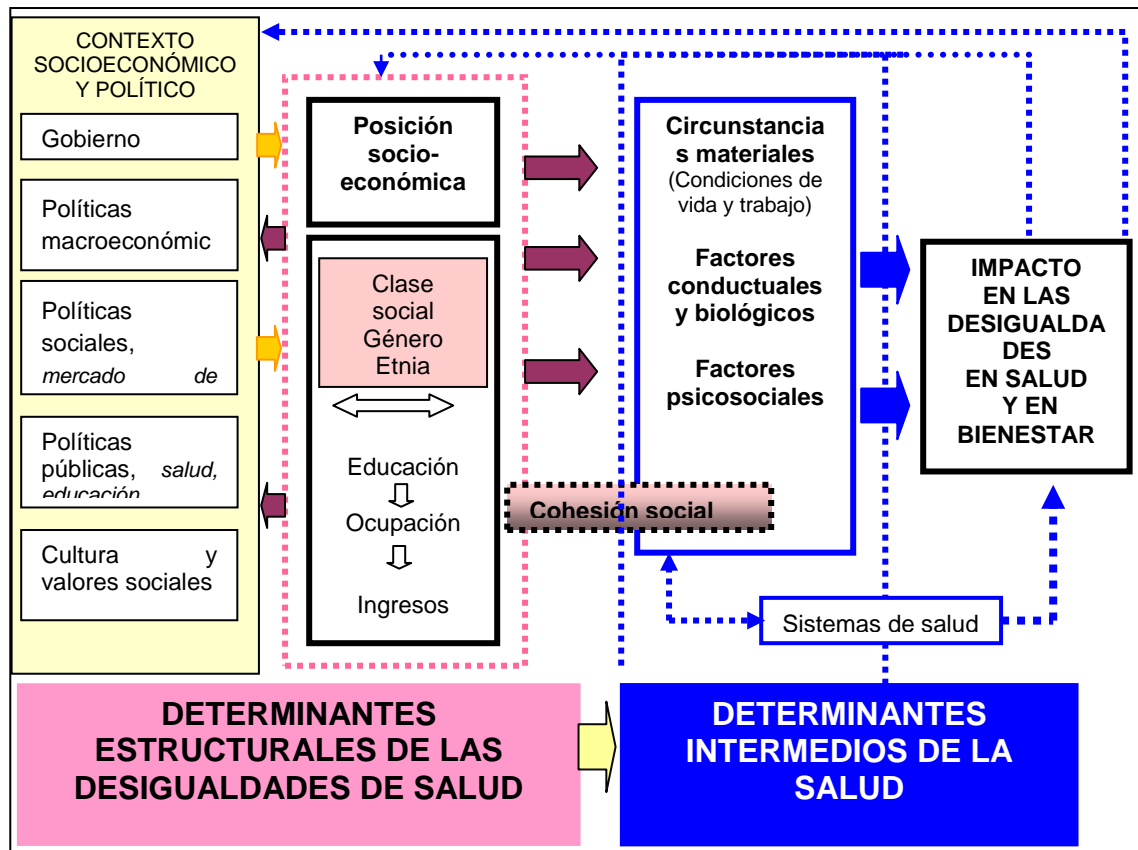 CONTEXTO
SOCIOECONÓMICO
Y POLÍTICO
Gobierno
Políticas
macroeconómic
Políticas
sociales,
mercado de
Políticas
públicas, salud,
educación
Cultura y
valores sociales
Posición
socio-
económica
Clase
social
Género
Etnia
Educación
Ocupación
Ingresos
Cohesión social
Circunstancia
s materiales
(Condiciones de
vida y trabajo)
Factores
conductuales
y biológicos
Factores
psicosociales
Sistemas de salud
IMPACTO
EN LAS
DESIGUALDA
DES
EN SALUD
Y EN
BIENESTAR
DETERMINANTES
ESTRUCTURALES DE LAS
DESIGUALDADES DE SALUD
DETERMINANTES
INTERMEDIOS DE LA
SALUD